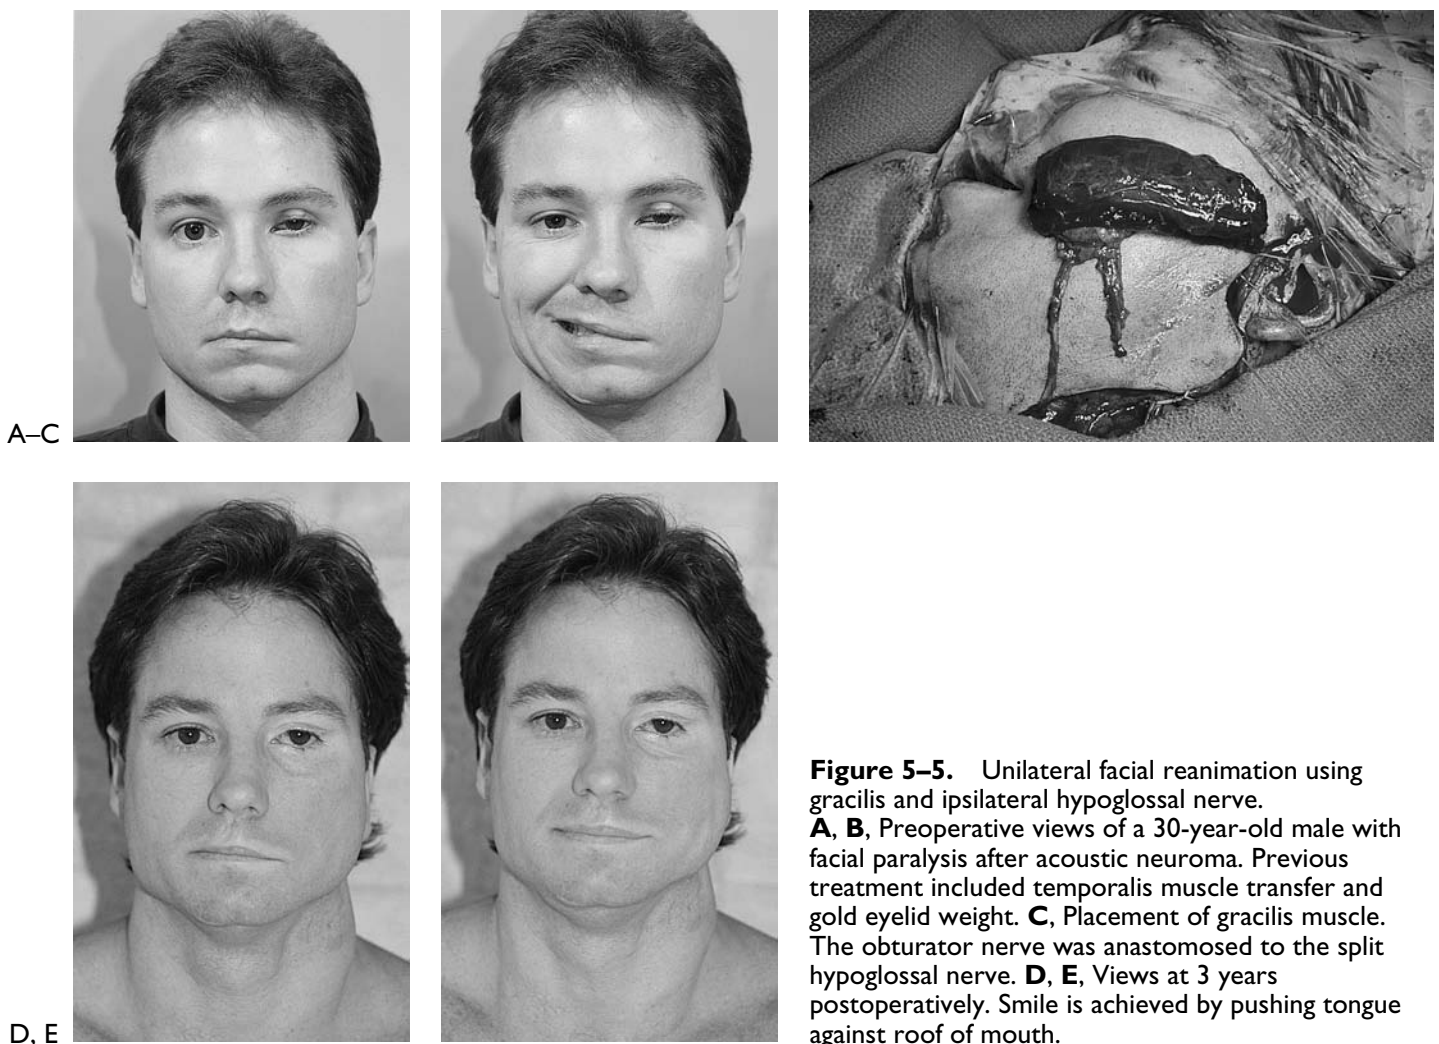 A–C
D, E
Figure 5–5. Unilateral facial reanimation using
gracilis and ipsilateral hypoglossal nerve.
A, B, Preoperative views of a 30-year-old male with
facial paralysis after acoustic neuroma. Previous
treatment included temporalis muscle transfer and
gold eyelid weight. C, Placement of gracilis muscle.
The obturator nerve was anastomosed to the split
hypoglossal nerve. D, E, Views at 3 years
postoperatively. Smile is achieved by pushing tongue
against roof of mouth.